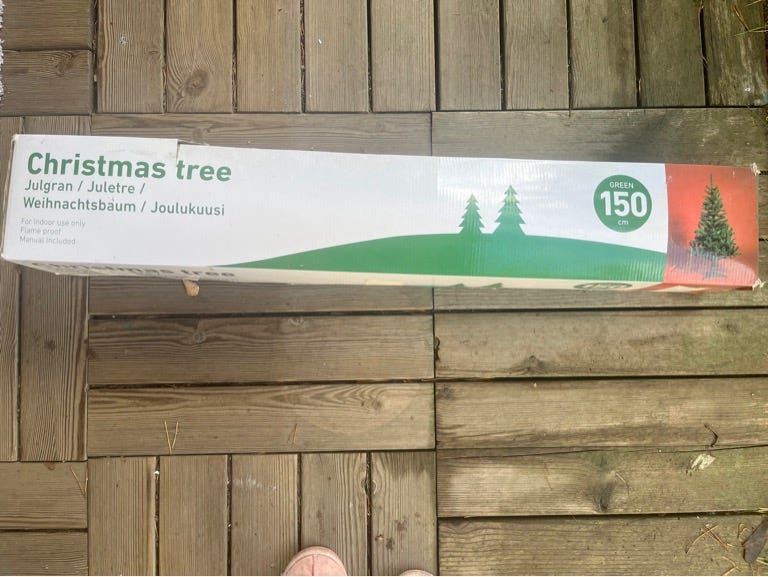 Christmas tree
Julgran / Juletre /
Weihnachtsbaum / Joulukuusi
For Indoor use only
Flame proof
Manual Included
GREEN
150
cm
Christmas tree